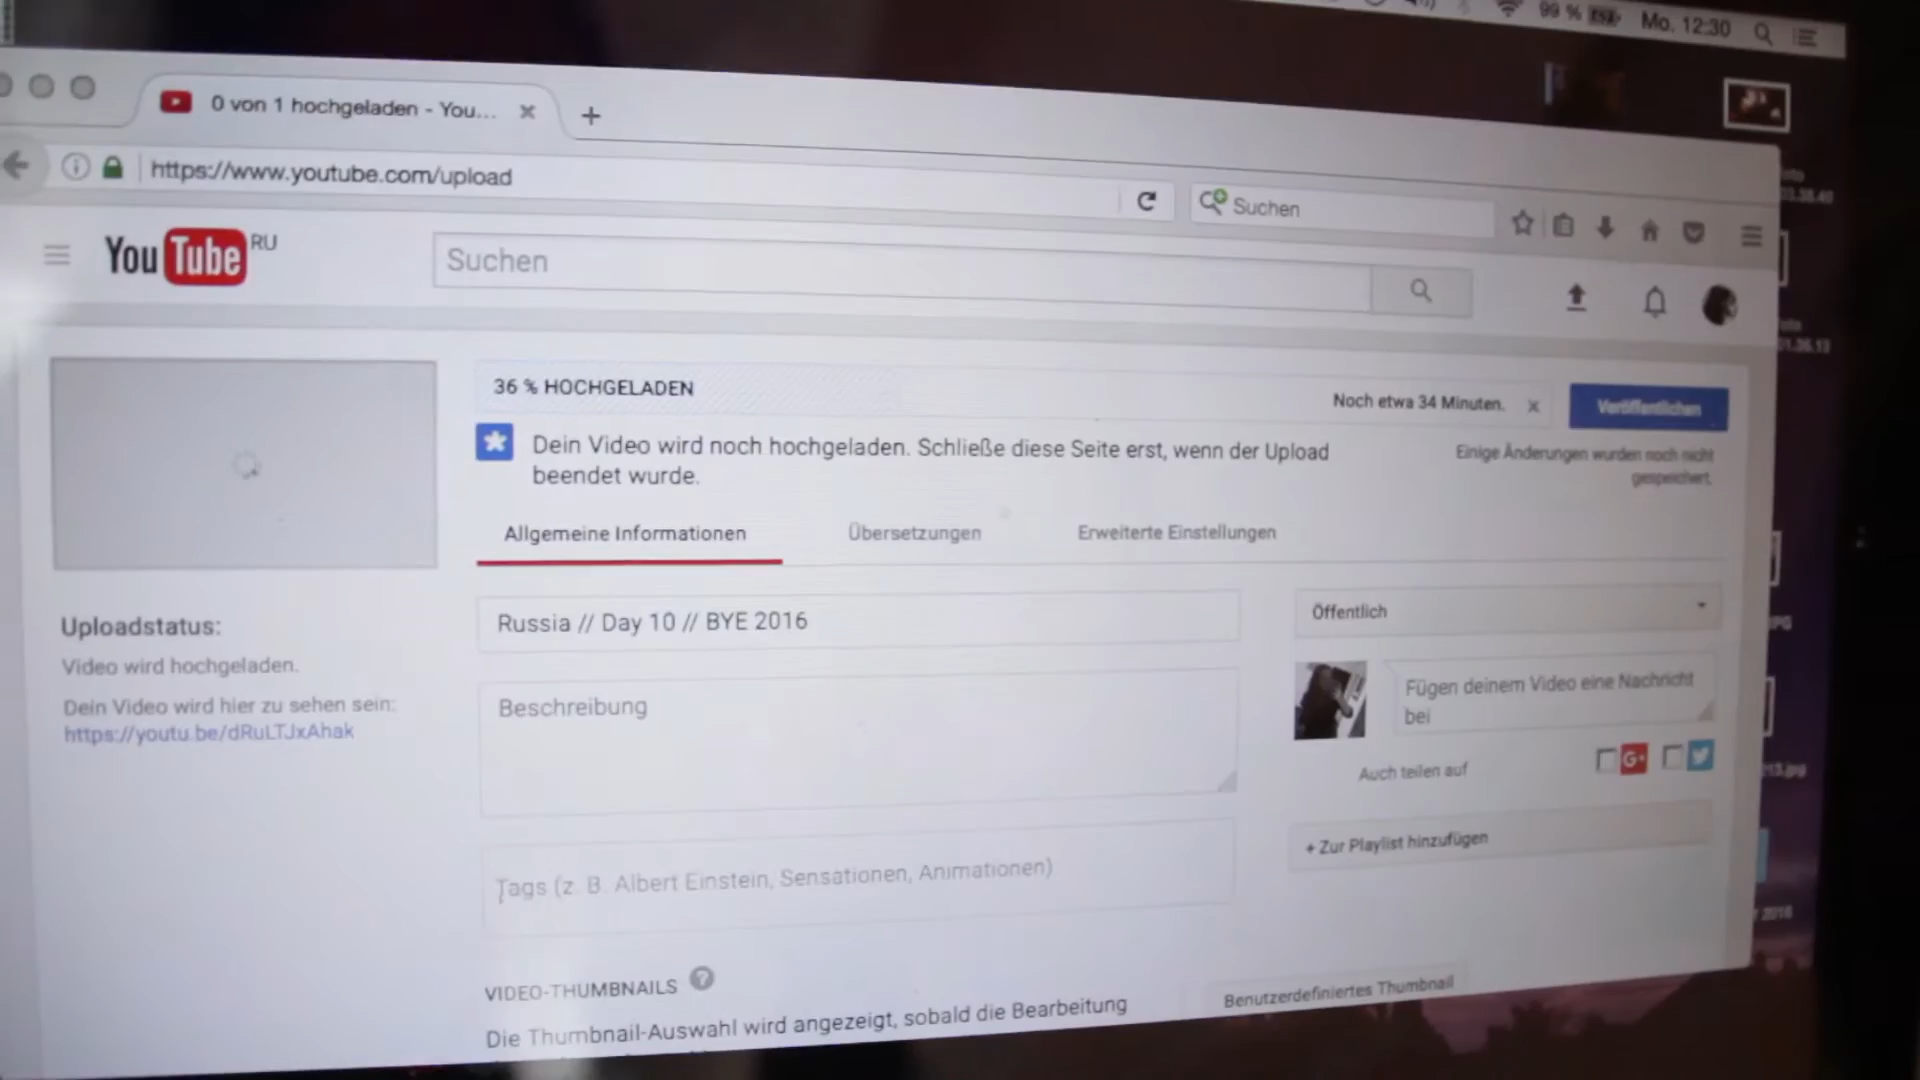 99 %
Mo. 12:30
0 von 1 hochgeladen - You...
https://www.youtube.com/upload
Suchen
YouTube RU
Suchen
36 % HOCHGELADEN
Noch etwa 34 Minuten.
Veröffentlichen
Dein Video wird noch hochgeladen. Schließe diese Seite erst, wenn der Upload
beendet wurde.
Einige Änderungen wurden noch nicht
gespeichert.
Allgemeine Informationen
Übersetzungen
Erweiterte Einstellungen
Uploadstatus:
Video wird hochgeladen.
Dein Video wird hier zu sehen sein:
https://youtu.be/dRuLTJxAhak
Russia // Day 10 // BYE 2016
Beschreibung
Tags (z. B. Albert Einstein, Sensationen, Animationen)
Öffentlich
Fügen deinem Video eine Nachricht
bei
Auch teilen auf
G+
+ Zur Playlist hinzufügen
VIDEO-THUMBNAILS ?
Die Thumbnail-Auswahl wird angezeigt, sobald die Bearbeitung
Benutzerdefiniertes Thumbnail
2016